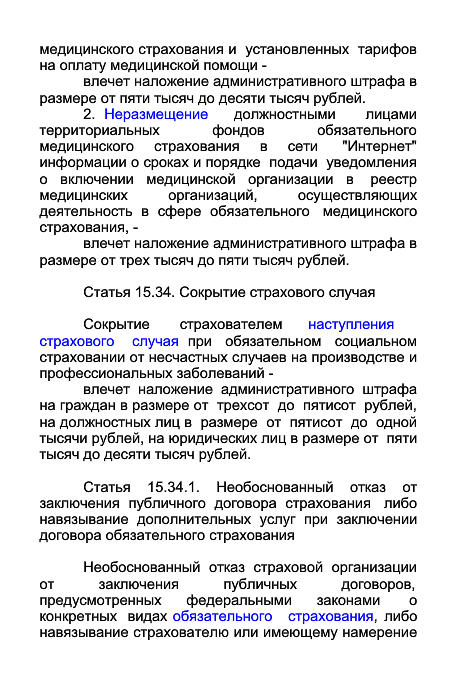 медицинского страхования и установленных тарифов
на оплату медицинской помощи -
влечет наложение административного штрафа в
размере от пяти тысяч до десяти тысяч рублей.
2. Неразмещение должностными лицами
территориальных фондов обязательного
медицинского страхования в сети "Интернет"
информации о сроках и порядке подачи уведомления
о включении медицинской организации в реестр
медицинских организаций, осуществляющих
деятельность в сфере обязательного медицинского
страхования, -
влечет наложение административного штрафа в
размере от трех тысяч до пяти тысяч рублей.
Статья 15.34. Сокрытие страхового случая
Сокрытие страхователем наступления
страхового случая при обязательном социальном
страховании от несчастных случаев на производстве и
профессиональных заболеваний -
влечет наложение административного штрафа
на граждан в размере от трехсот до пятисот рублей,
на должностных лиц в размере от пятисот до одной
тысячи рублей, на юридических лиц в размере от пяти
тысяч до десяти тысяч рублей.
Статья 15.34.1. Необоснованный отказ от
заключения публичного договора страхования либо
навязывание дополнительных услуг при заключении
договора обязательного страхования
Необоснованный отказ страховой организации
от заключения публичных договоров,
предусмотренных федеральными законами о
конкретных видах обязательного страхования, либо
навязывание страхователю или имеющему намерение